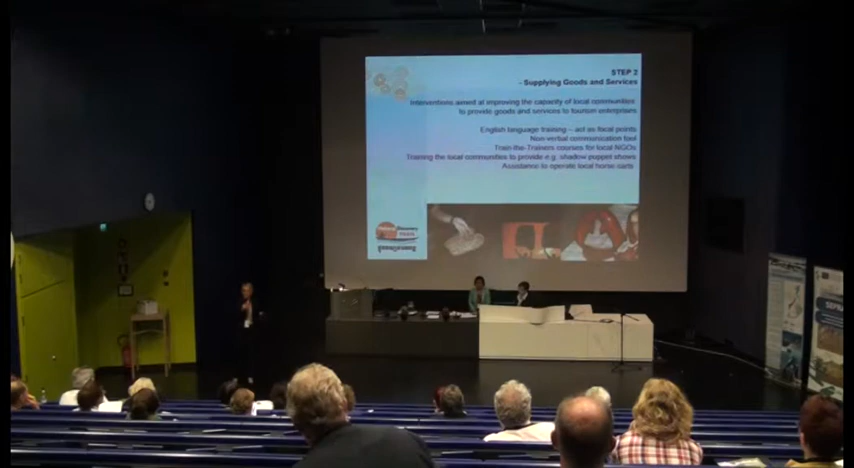 STEP 2
- Supplying Goods and Services
Interventions aimed at improving the capacity of local communities
to provide goods and services to tourism enterprises
English language training – act as focal points
Non-verbal communication tool
Train-the-Trainers courses for local NGOs
Training the local communities to provide e.g. shadow puppet shows
Assistance to operate local horse carts